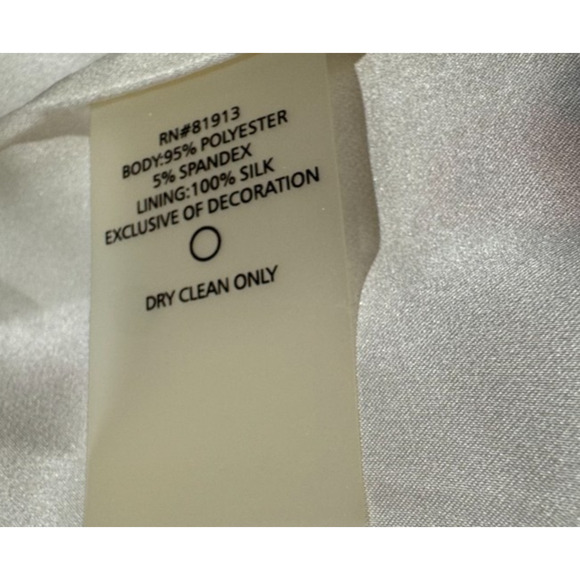 RN#81913
BODY:95% POLYESTER
5% SPANDEX
LINING:100% SILK
EXCLUSIVE OF DECORATION
DRY CLEAN ONLY